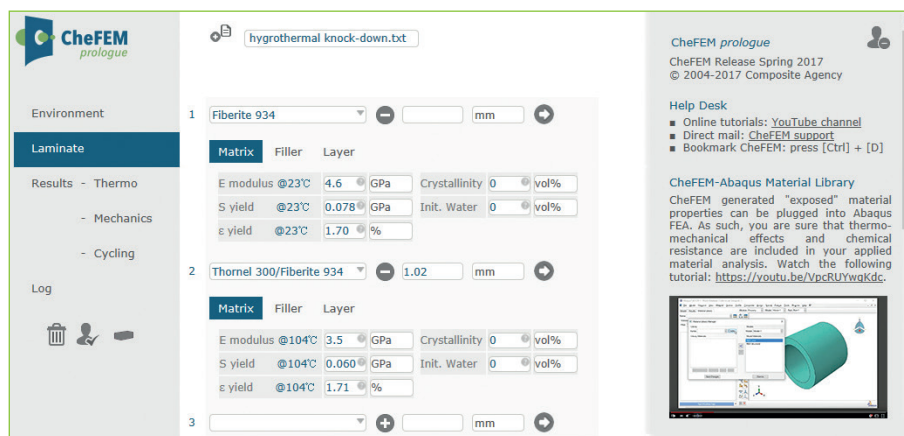 CheFEM
prologue
hygrothermal knock-down.txt
Environment
Laminate
Results - Thermo
- Mechanics
- Cycling
Log
1 Fiberite 934 mm
Matrix Filler Layer
E modulus @23°C 4.6 GPa Crystallinity 0 vol%
S yield @23°C 0.078 GPa Init. Water 0 vol%
ε yield @23°C 1.70 %
2 Thornel 300/Fiberite 934 1.02 mm
Matrix Filler Layer
E modulus @104°C 3.5 GPa Crystallinity 0 vol%
S yield @104°C 0.060 GPa Init. Water 0 vol%
ε yield @104°C 1.71 %
3 mm
CheFEM prologue
CheFEM Release Spring 2017
© 2004-2017 Composite Agency
Help Desk
▪ Online tutorials: YouTube channel
▪ Direct mail: CheFEM support
▪ Bookmark CheFEM: press [Ctrl] + [D]
CheFEM-Abaqus Material Library
CheFEM generated "exposed" material
properties can be plugged into Abaqus
FEA. As such, you are sure that thermo-
mechanical effects and chemical
resistance are included in your applied
material analysis. Watch the following
tutorial: https://youtu.be/VpcRUYwgKdc.